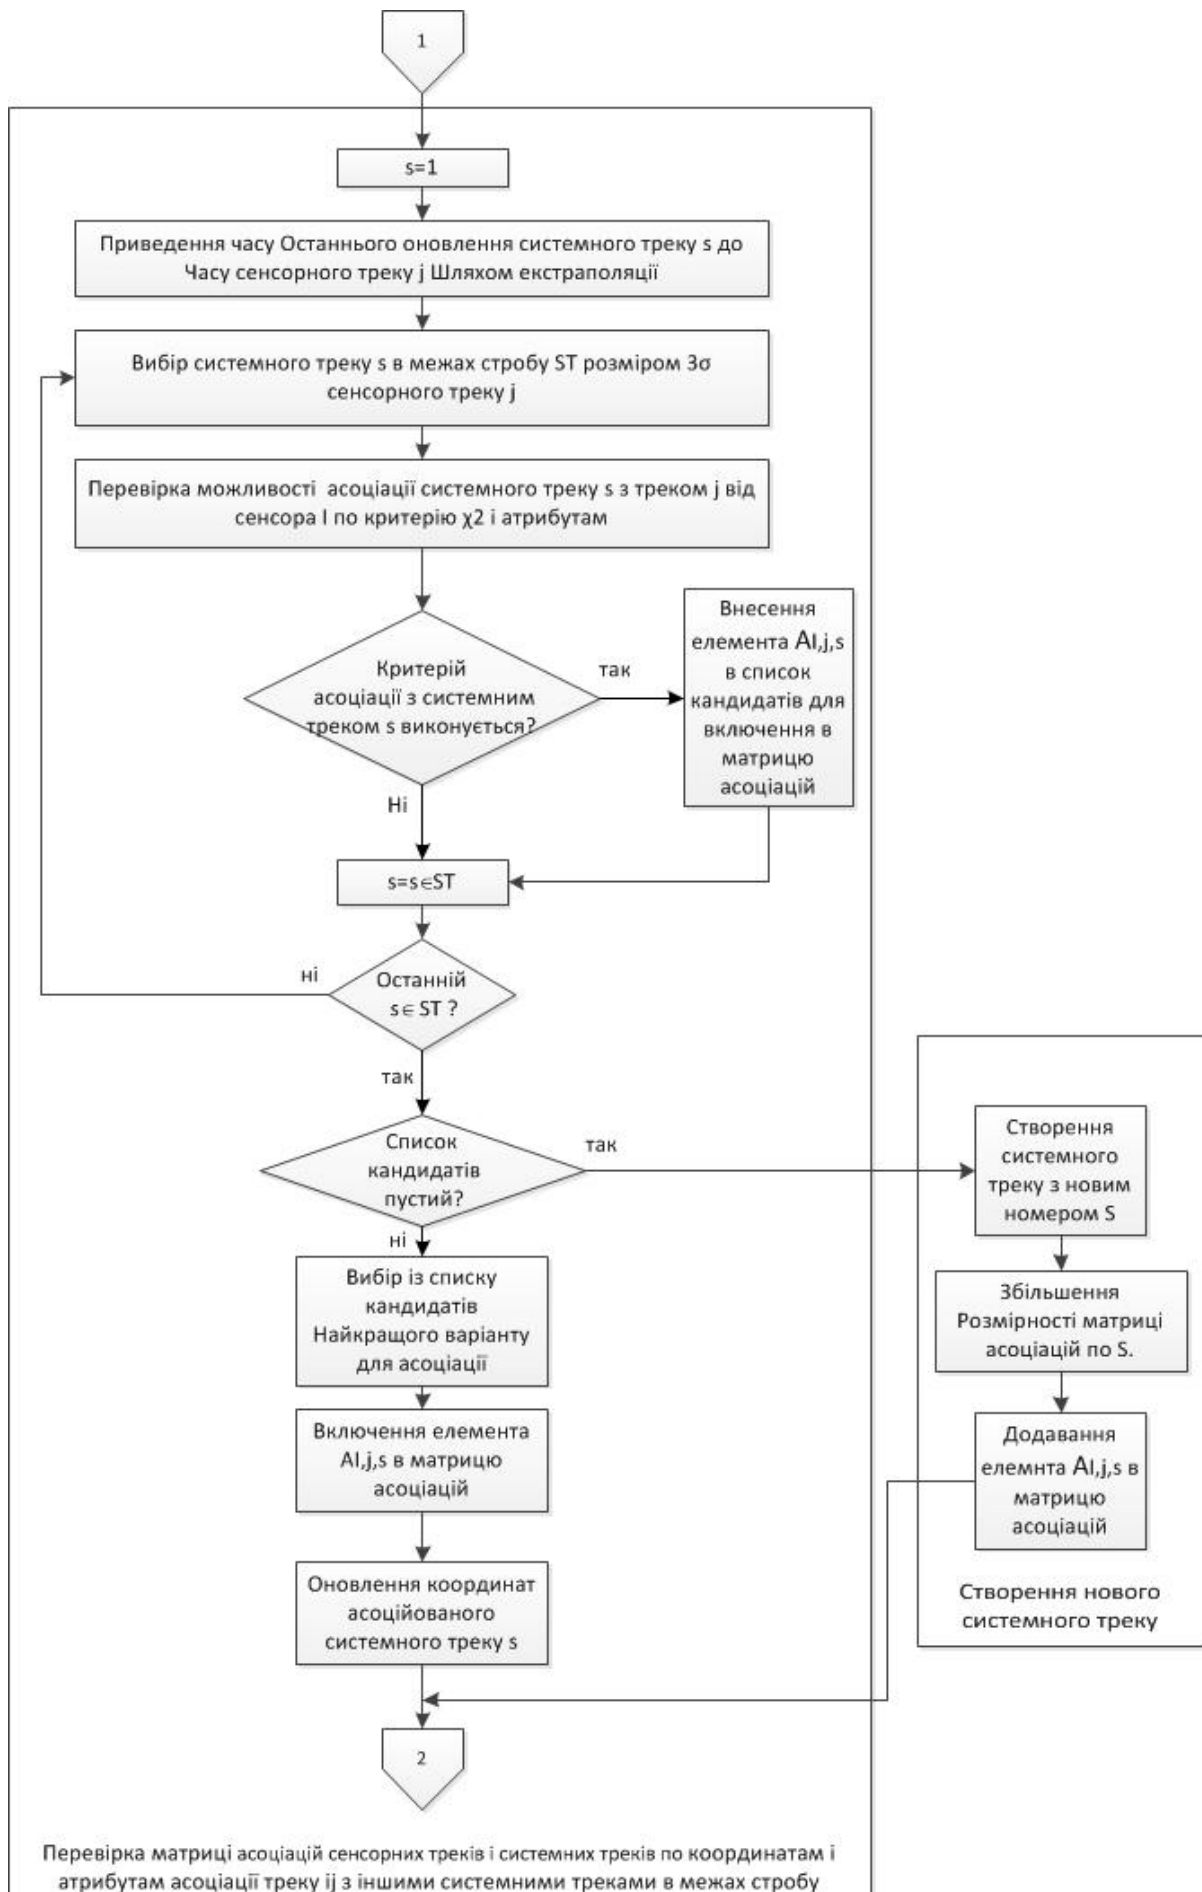 1
s=1
Приведення часу Останнього оновлення системного треку s до
Часу сенсорного треку j Шляхом екстраполяції
Вибір системного треку s в межах стробу ST розміром 3σ
сенсорного треку j
Перевірка можливості асоціації системного треку s з треком j від
сенсора I по критерію χ2 і атрибутам
Критерій
асоціації з системним
треком s виконується?
так
Внесення
елемента AI,j,s
в список
кандидатів для
включення в
матрицю
асоціацій
Ні
s=s∈ST
Останній
s∈ ST ?
ні
так
Список
кандидатів
пустий?
так
Створення
системного
треку з новим
номером S
ні
Вибір із списку
кандидатів
Найкращого варіанту
для асоціації
Збільшення
Розмірності матриці
асоціацій по S.
Включення елемента
AI,j,s в матрицю
асоціацій
Додавання
елемнта AI,j,s в
матрицю
асоціацій
Оновлення координат
асоційованого
системного треку s
Створення нового
системного треку
2
Перевірка матриці асоціацій сенсорних треків і системних треків по координатам і
атрибутам асоціації треку ij з іншими системними треками в межах стробу